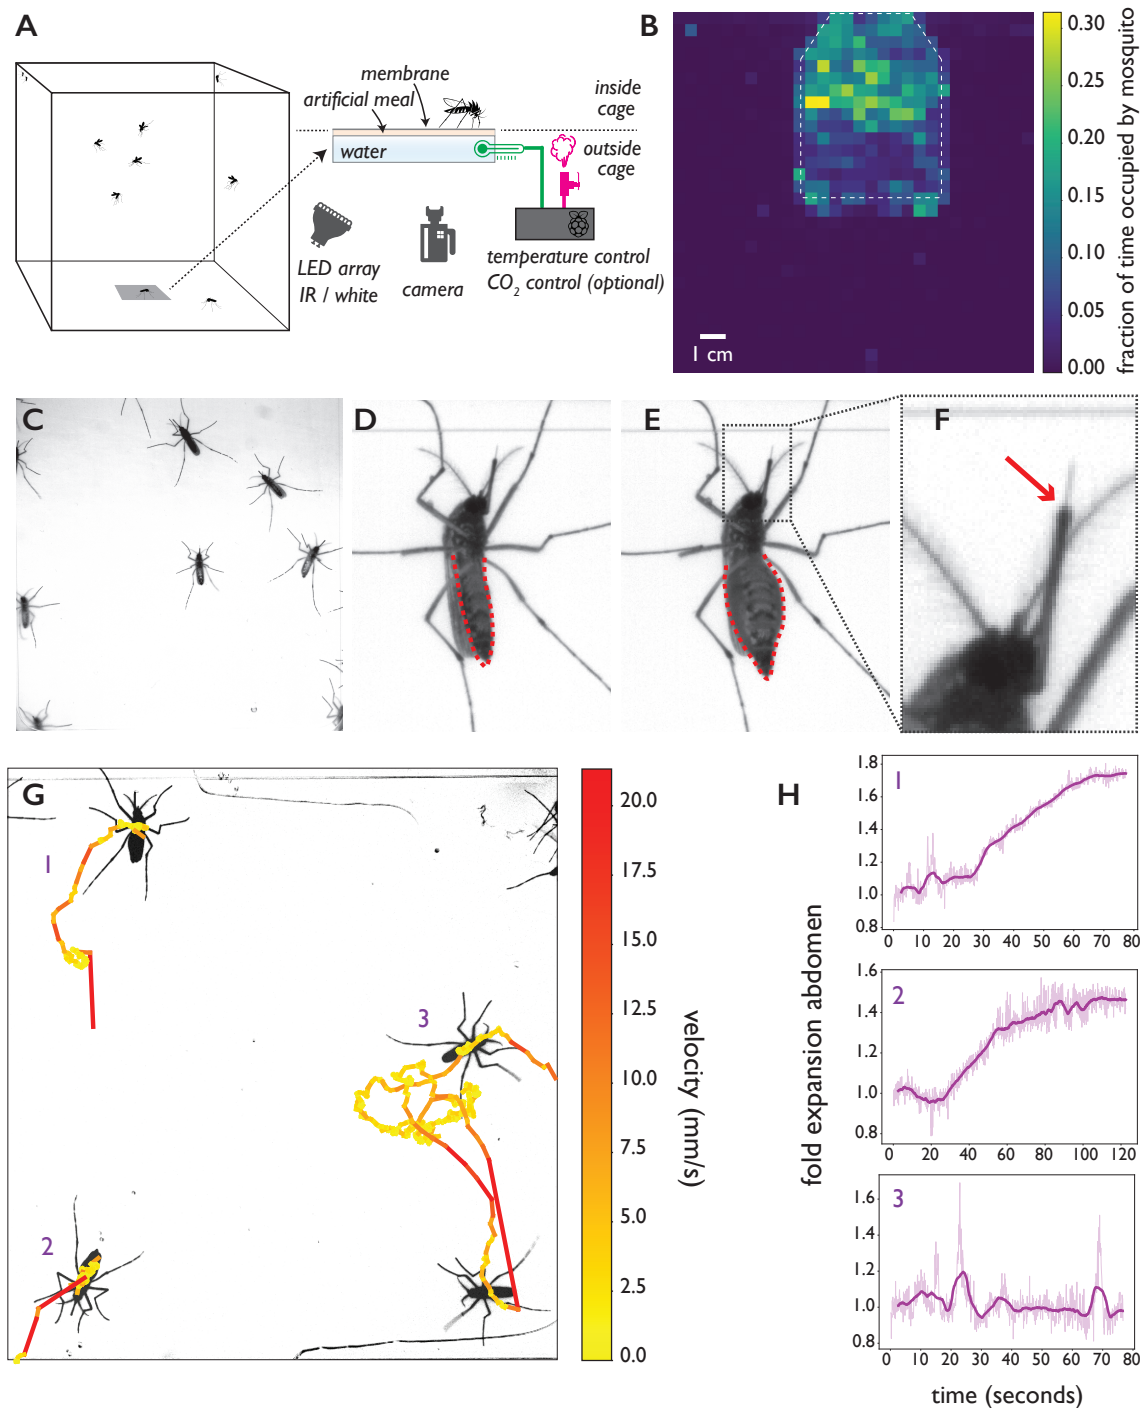 A
membrane
artificial meal
water
inside
cage
outside
cage
LED array
IR / white
camera
temperature control
CO2 control (optional)
B
1 cm
0.30
0.25
0.20
0.15
0.10
0.05
0.00
fraction of time occupied by mosquito
C
D
E
F
G
1
2
3
20.0
17.5
15.0
12.5
10.0
7.5
5.0
2.5
0.0
velocity (mm/s)
H
fold expansion abdomen
1
1.8
1.6
1.4
1.2
1.0
0.8
0 10 20 30 40 50 60 70 80
2
1.6
1.4
1.2
1.0
0.8
0 20 40 60 80 100 120
3
1.6
1.4
1.2
1.0
0.8
0 10 20 30 40 50 60 70 80
time (seconds)